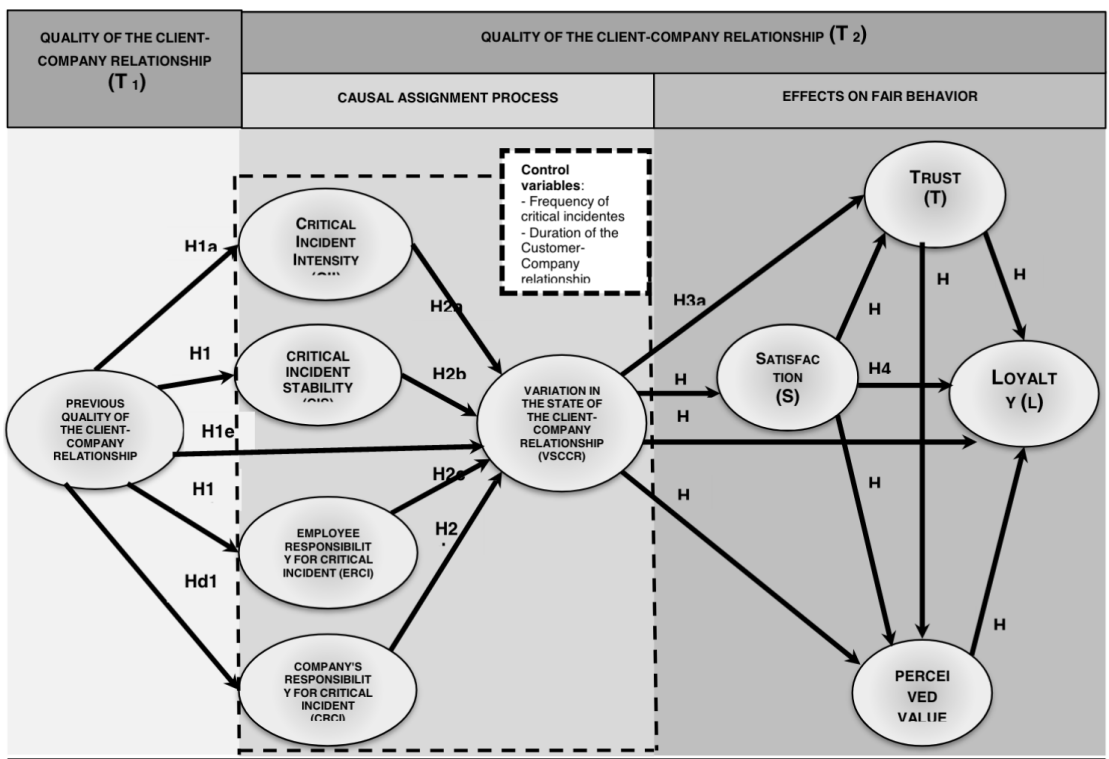 QUALITY OF THE CLIENT-
COMPANY RELATIONSHIP
(T 1)
QUALITY OF THE CLIENT-COMPANY RELATIONSHIP (T 2)
CAUSAL ASSIGNMENT PROCESS
EFFECTS ON FAIR BEHAVIOR
Control
variables:
- Frequency of
critical incidentes
- Duration of the
Customer-
Company
relationship
CRITICAL
INCIDENT
INTENSITY
H1a
H2a
CRITICAL
INCIDENT
STABILITY
(CIS)
H1
H2b
PREVIOUS
QUALITY OF
THE CLIENT-
COMPANY
RELATIONSHIP
H1e
VARIATION IN
THE STATE OF
THE CLIENT-
COMPANY
RELATIONSHIP
(VSCCR)
H2c
H1
EMPLOYEE
RESPONSIBILIT
Y FOR CRITICAL
INCIDENT (ERCI)
H2
Hd1
COMPANY'S
RESPONSIBILIT
Y FOR CRITICAL
INCIDENT
(CRCI)
H3a
H
H
H
TRUST
(T)
H
H
H
SATISFAC
TION
(S)
H4
LOYALT
Y (L)
H
H
PERCEI
VED
VALUE